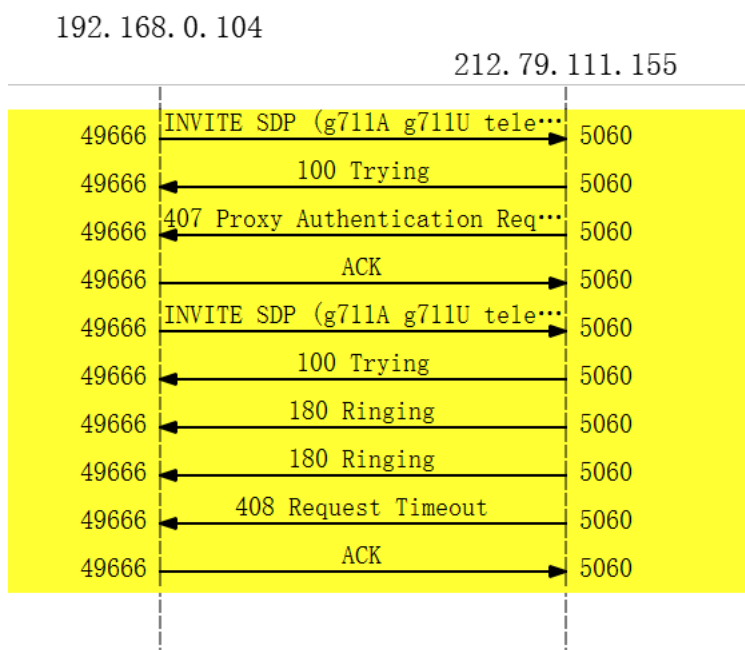 192.168.0.104
212.79.111.155
49666 INVITE SDP (g711A g711U tele… 5060
49666 100 Trying 5060
49666 407 Proxy Authentication Req… 5060
49666 ACK 5060
49666 INVITE SDP (g711A g711U tele… 5060
49666 100 Trying 5060
49666 180 Ringing 5060
49666 180 Ringing 5060
49666 408 Request Timeout 5060
49666 ACK 5060